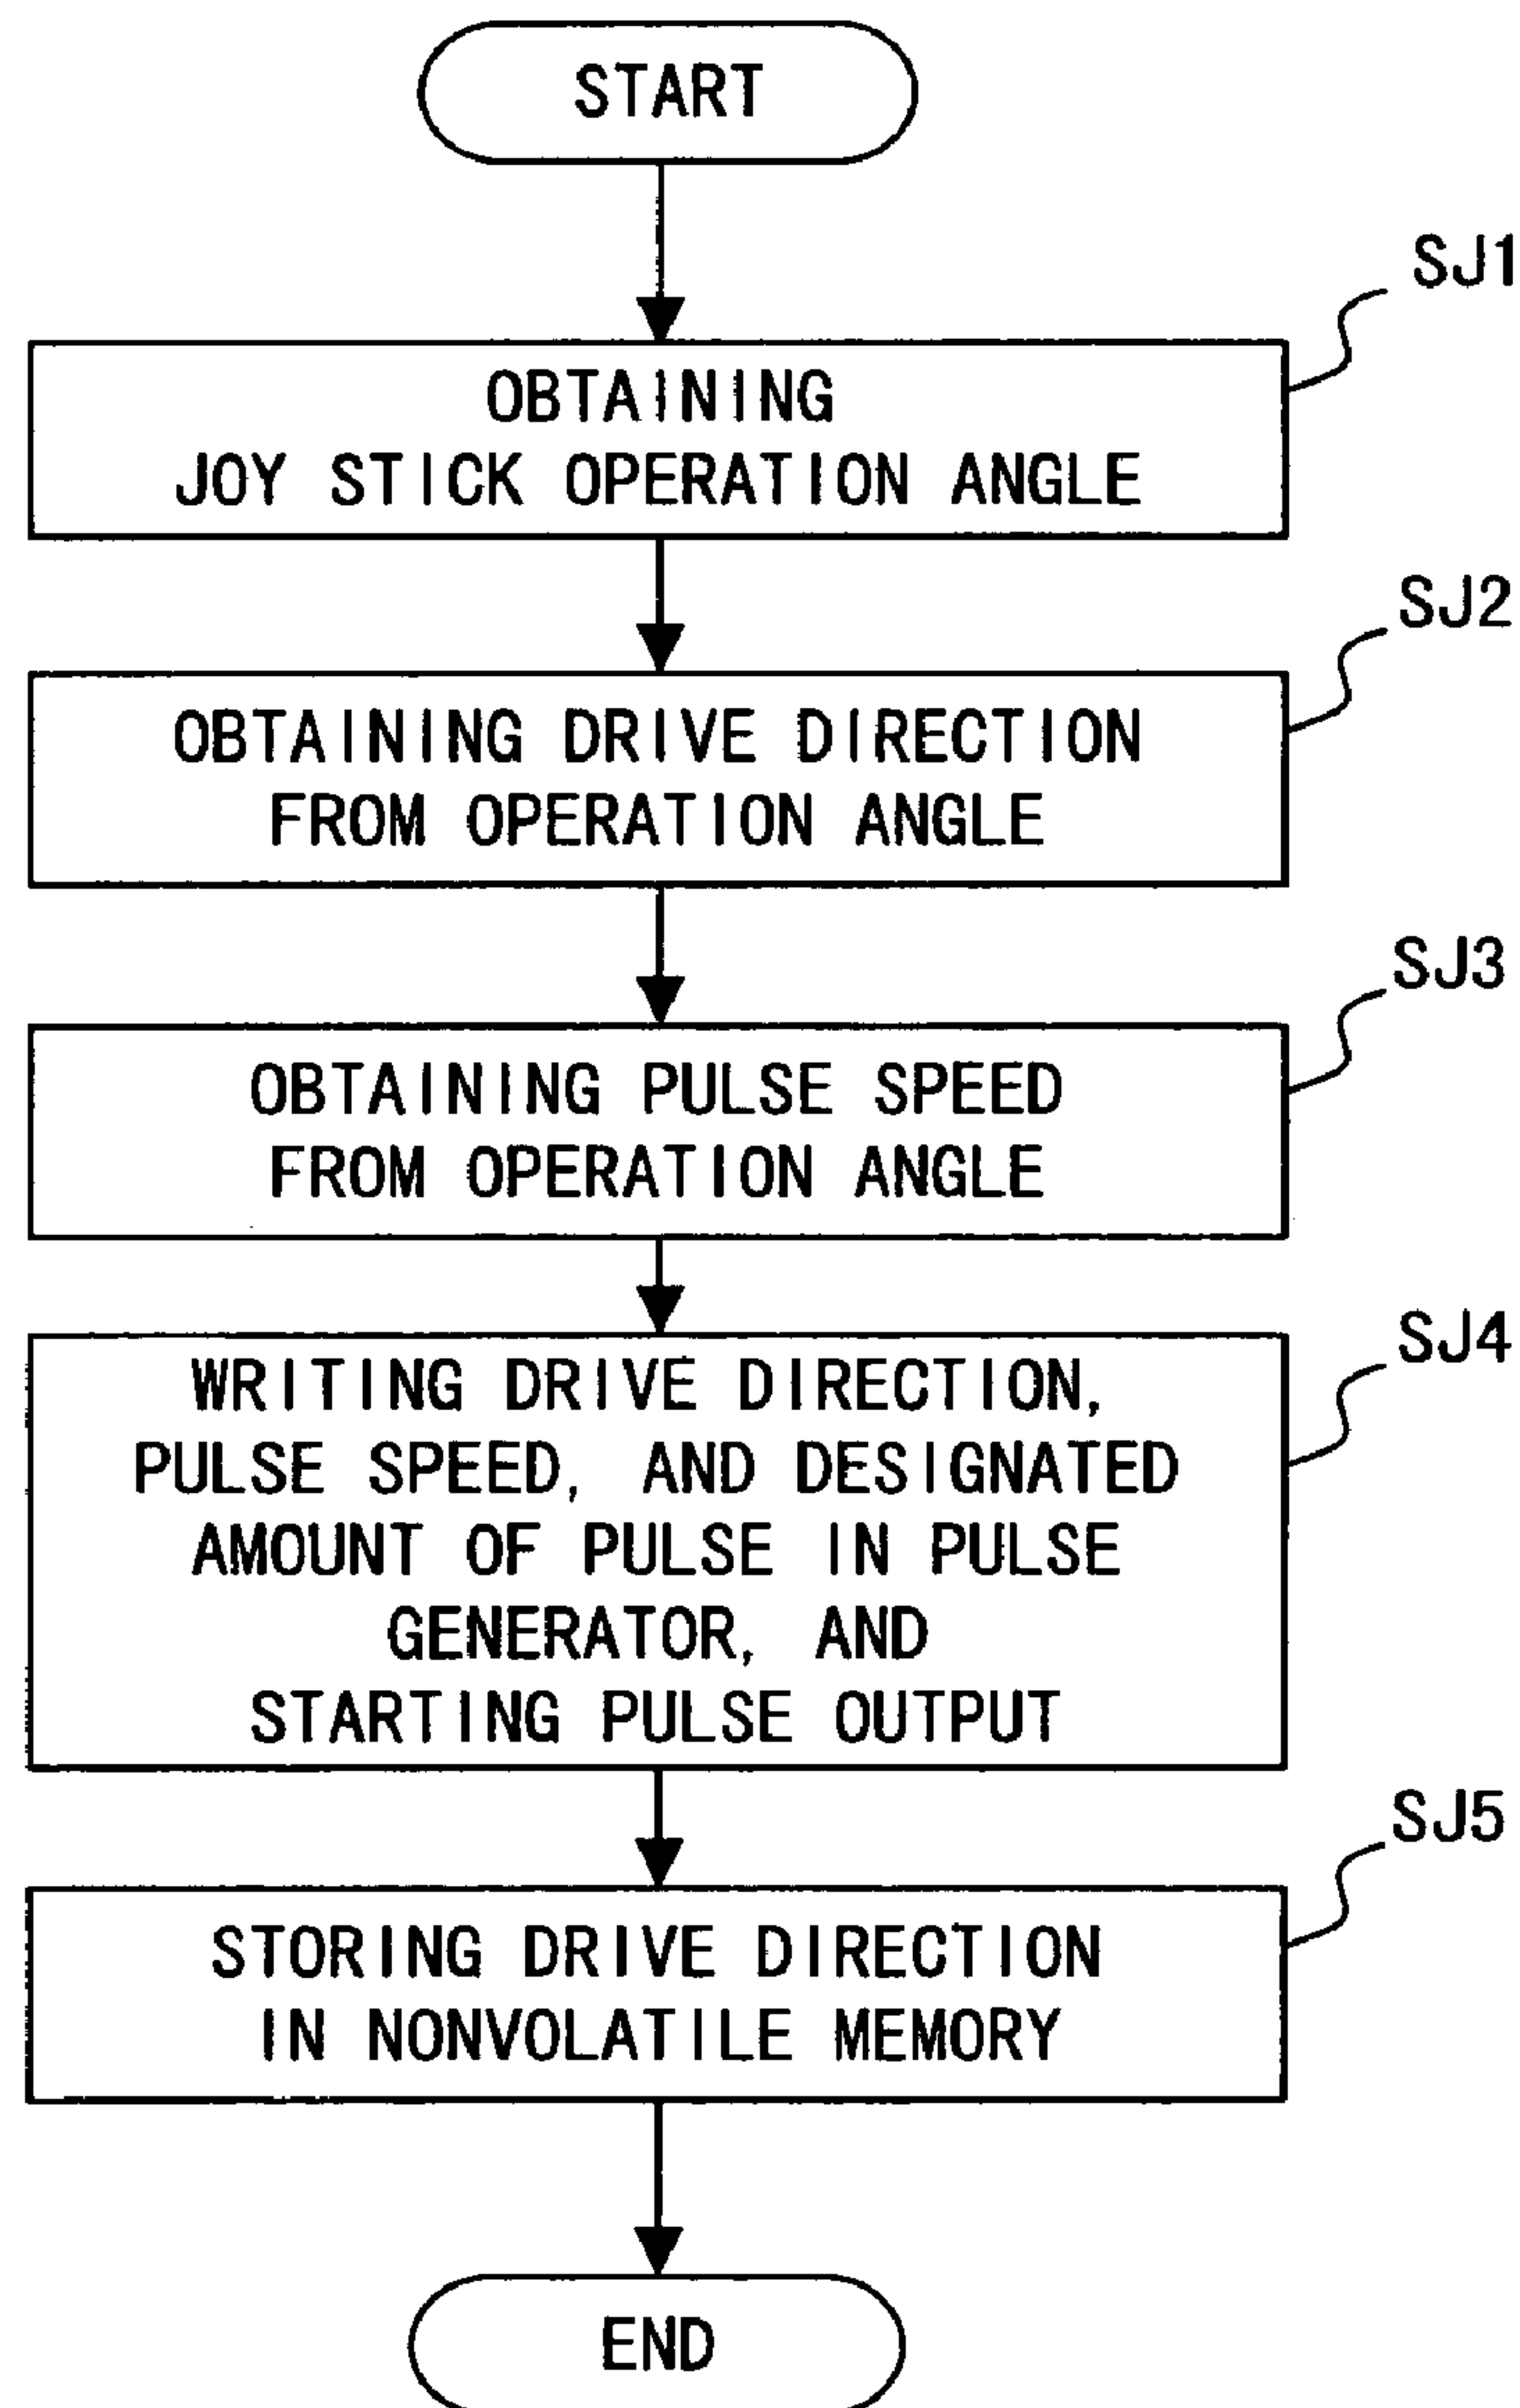 START
SJ1
OBTAINING
JOY STICK OPERATION ANGLE
SJ2
OBTAINING DRIVE DIRECTION
FROM OPERATION ANGLE
SJ3
OBTAINING PULSE SPEED
FROM OPERATION ANGLE
SJ4
WRITING DRIVE DIRECTION,
PULSE SPEED, AND DESIGNATED
AMOUNT OF PULSE IN PULSE
GENERATOR, AND
STARTING PULSE OUTPUT
SJ5
STORING DRIVE DIRECTION
IN NONVOLATILE MEMORY
END